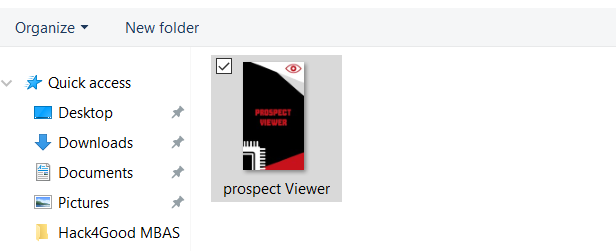 Organize New folder
Quick access
Desktop
Downloads
Documents
Pictures
Hack4Good MBAS
PROSPECT
VIEWER
prospect Viewer